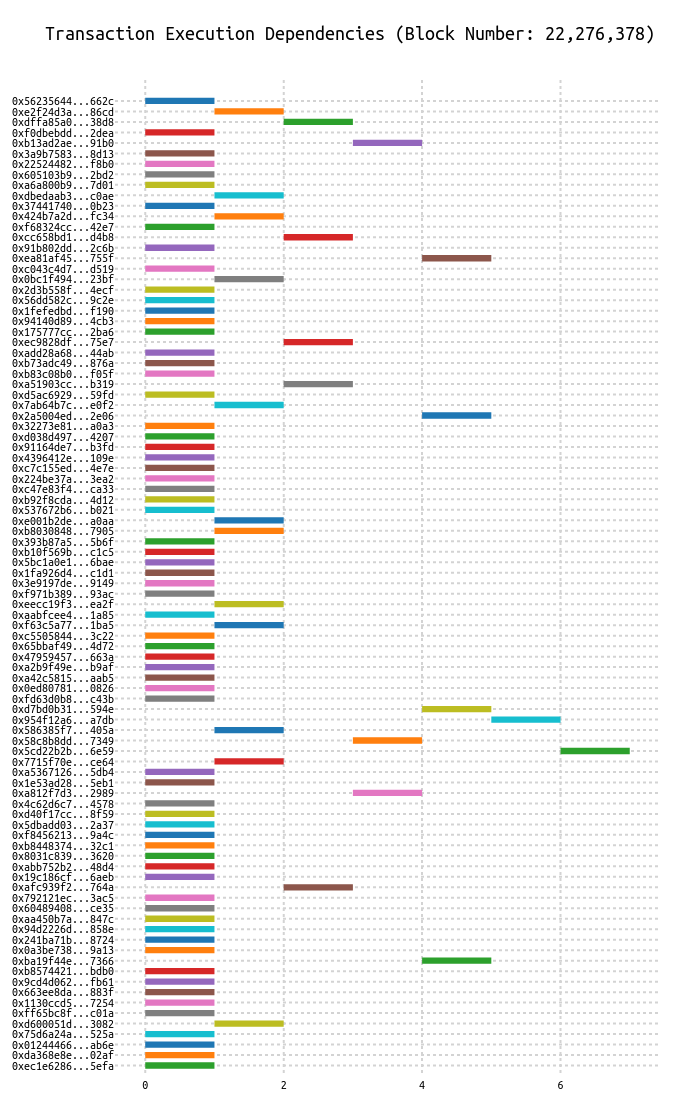 Transaction Execution Dependencies (Block Number: 22,276,378)
0x56235644...662c
0xe2f24d3a...86cd
0xdffa85a0...38d8
0xf0dbebdd...2dea
0xb13ad2ae...91b0
0x3a9b7583...8d13
0x22524482...f8b0
0x605103b9...2bd2
0xa6a800b9...7d01
0xdbedaab3...c0ae
0x37441740...0b23
0x424b7a2d...fc34
0xf68324cc...42e7
0xcc658bd1...d4b8
0x91b802dd...2c6b
0xea81af45...755f
0xc043c4d7...d519
0x0bc1f494...23bf
0x2d3b558f...4ecf
0x56dd582c...9c2e
0x1fefedbd...f190
0x94140d89...4cb3
0x175777cc...2ba6
0xec9828df...75e7
0xadd28a68...44ab
0xb73adc49...876a
0xb83c08b0...f05f
0xa51903cc...b319
0xd5ac6929...59fd
0x7ab64b7c...e0f2
0x2a5004ed...2e06
0x32273e81...a0a3
0xd038d497...4207
0x91164de7...b3fd
0x4396412e...109e
0xc7c155ed...4e7e
0x224be37a...3ea2
0xc47e83f4...ca33
0xb92f8cda...4d12
0x537672b6...b021
0xe001b2de...a0aa
0xb8030848...7905
0x393b87a5...5b6f
0xb10f569b...c1c5
0x5bc1a0e1...6bae
0x1fa926d4...c1d1
0x3e9197de...9149
0xf971b389...93ac
0xeecc19f3...ea2f
0xaabfcee4...1a85
0xf63c5a77...1ba5
0xc5505844...3c22
0x65bbaf49...4d72
0x47959457...663a
0xa2b9f49e...b9af
0xa42c5815...aab5
0x0ed80781...0826
0xfd63d0b8...c43b
0xd7bd0b31...594e
0x954f12a6...a7db
0x586385f7...405a
0x58c8b8dd...7349
0x5cd22b2b...6e59
0x7715f70e...ce64
0xa5367126...5db4
0x1e53ad28...5eb1
0xa812f7d3...2989
0x4c62d6c7...4578
0xd40f17cc...8f59
0x5dbadd03...2a37
0xf8456213...9a4c
0xb8448374...32c1
0x8031c839...3620
0xabb752b2...48d4
0x19c186cf...6aeb
0xafc939f2...764a
0x792121ec...3ac5
0x60489408...ce35
0xaa450b7a...847c
0x94d2226d...858e
0x241ba71b...8724
0x0a3be738...9a13
0xba19f44e...7366
0xb8574421...bdb0
0x9cd4d062...fb61
0x663ee8da...883f
0x1130ccd5...7254
0xff65bc8f...c01a
0xd600051d...3082
0x75d6a24a...525a
0x01244466...ab6e
0xda368e8e...02af
0xec1e6286...5efa
0 2 4 6